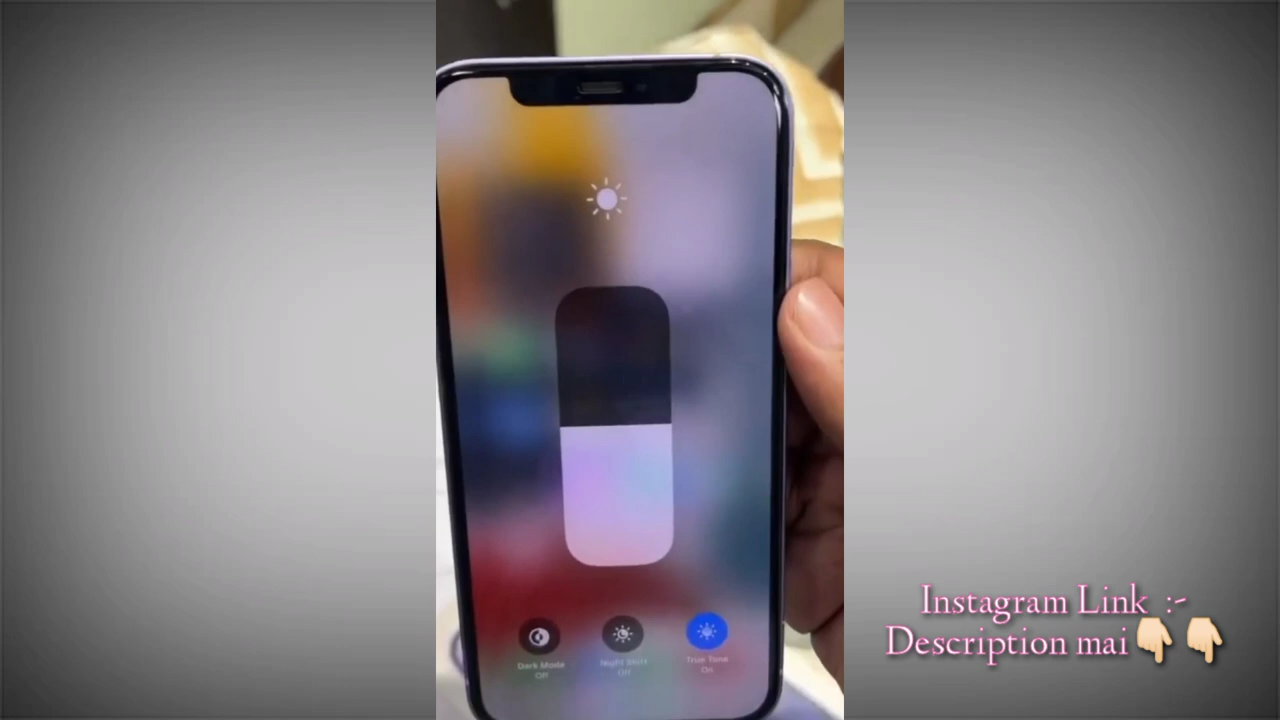 Dark Mode
Off
Night Shift
Off
True Tone
On
Instagram Link :-
Description mai👇🏻👇🏻